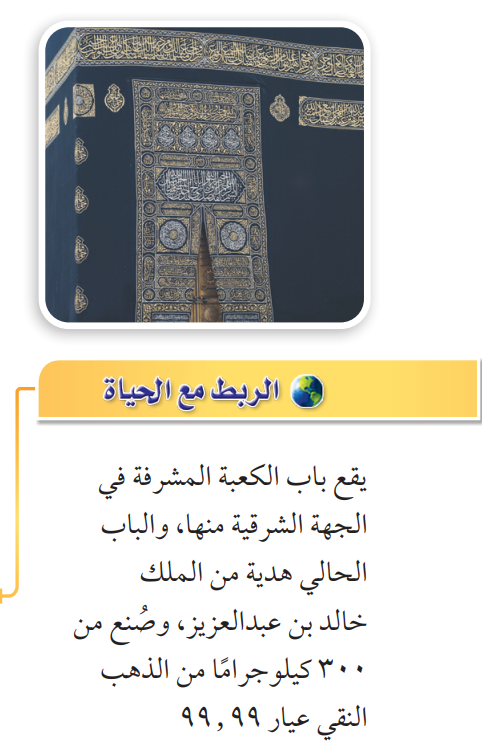 الربط مع الحياة
يقع باب الكعبة المشرفة في
الجهة الشرقية منها، والباب
الحالي هدية من الملك
خالد بن عبدالعزيز، وصُنع من
٣٠٠ كيلوجرامًا من الذهب
النقي عيار ٩٩,٩٩